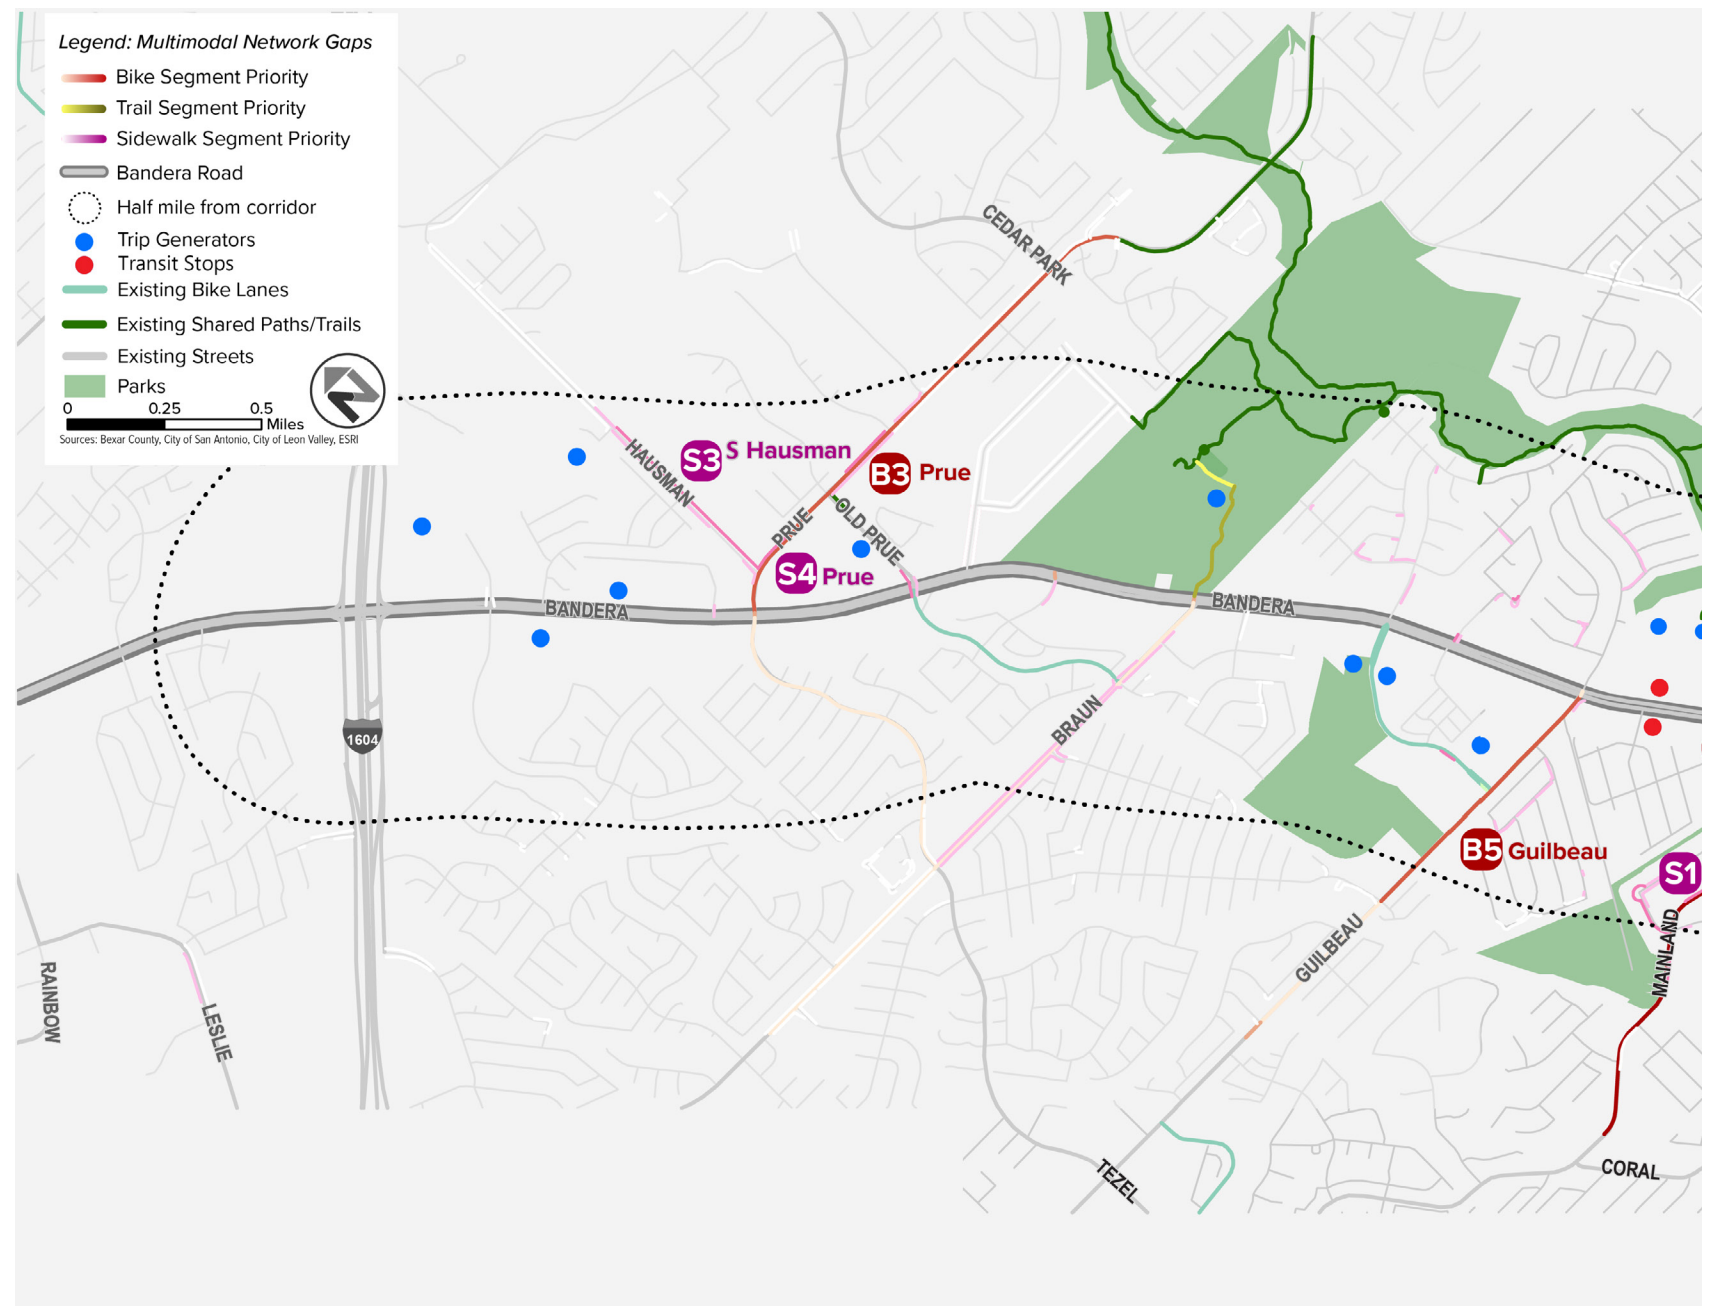 Legend: Multimodal Network Gaps
Bike Segment Priority
Trail Segment Priority
Sidewalk Segment Priority
Bandera Road
Half mile from corridor
Trip Generators
Transit Stops
Existing Bike Lanes
Existing Shared Paths/Trails
Existing Streets
Parks
0 0.25 0.5
Miles
Sources: Bexar County, City of San Antonio, City of Leon Valley, ESRI
CEDAR PARK
HAUSMAN
S3 S Hausman
B3 Prue
PRUE
OLD PRUE
S4 Prue
BANDERA
BANDERA
1604
BRAUN
B5 Guilbeau
S1
GUILBEAU
MAINLAND
RAINBOW
LESLIE
TEZEL
CORAL